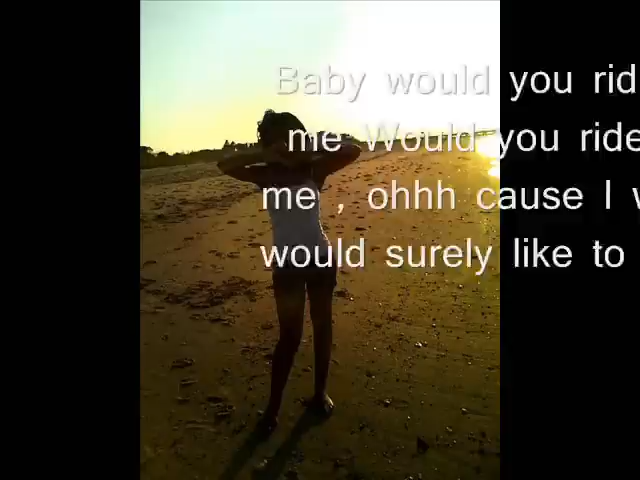 Baby would you rid
me Would you ride
me , ohhh cause I w
would surely like to